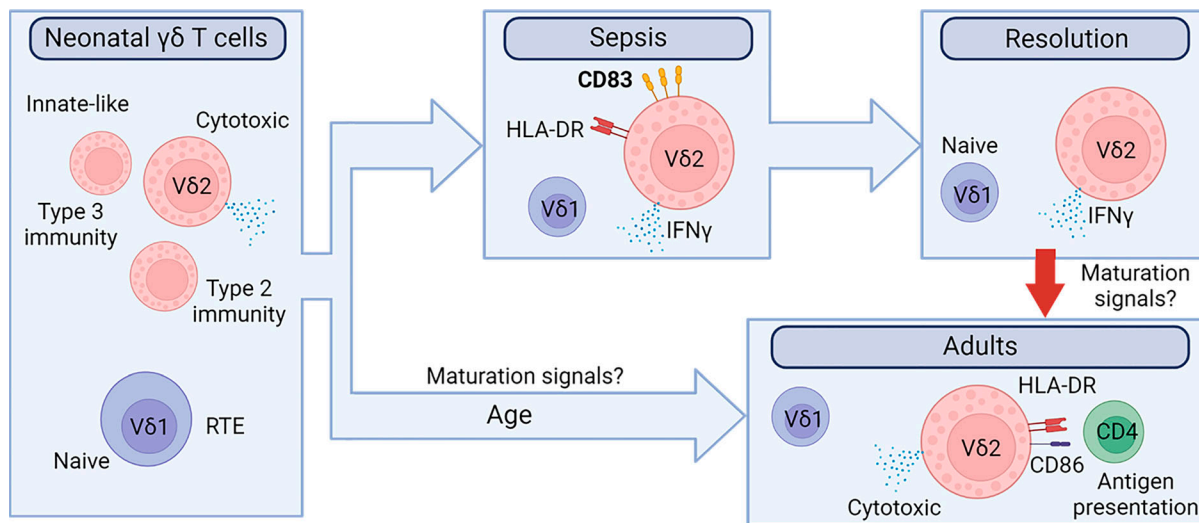 Neonatal γδ T cells
Innate-like
Cytotoxic
Vδ2
Type 3
immunity
Type 2
immunity
Vδ1
RTE
Naive
Sepsis
CD83
HLA-DR
Vδ2
Vδ1
IFNγ
Resolution
Naive
Vδ2
Vδ1
IFNγ
Maturation
signals?
Maturation signals?
Age
Adults
HLA-DR
Vδ1
Vδ2
CD4
CD86
Cytotoxic
Antigen
presentation